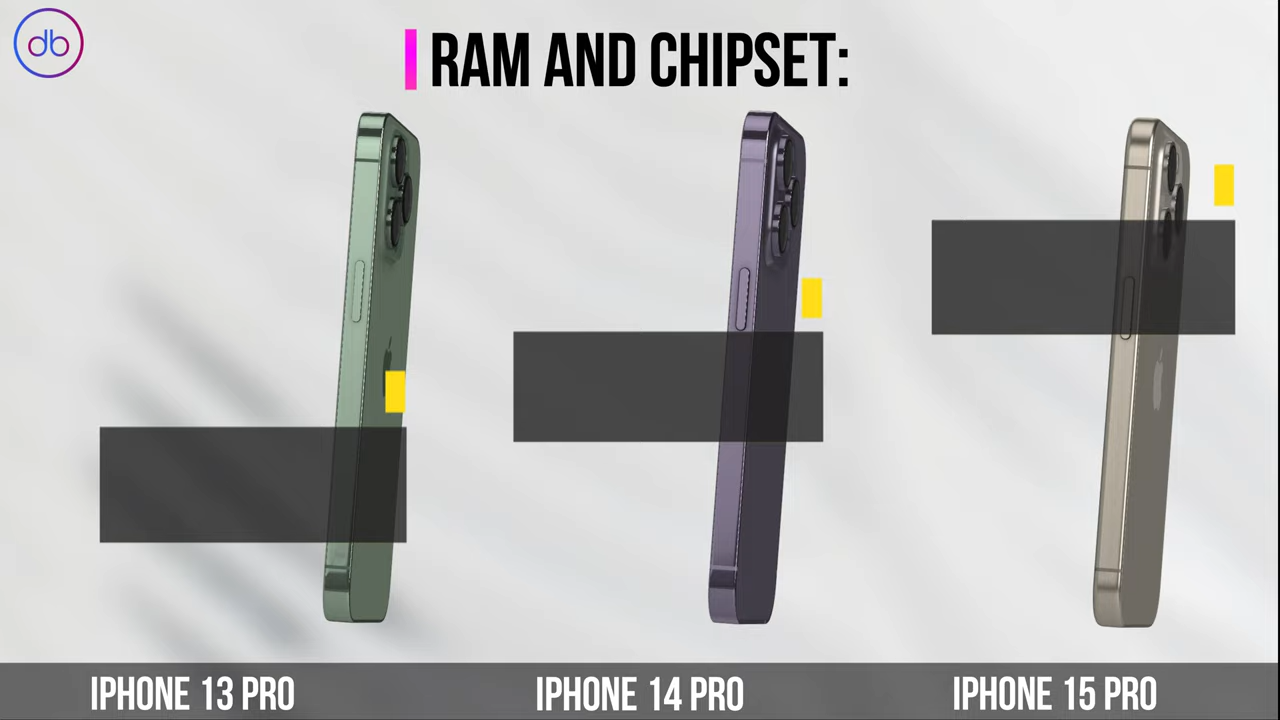 db
RAM AND CHIPSET:
IPHONE 13 PRO
IPHONE 14 PRO
IPHONE 15 PRO